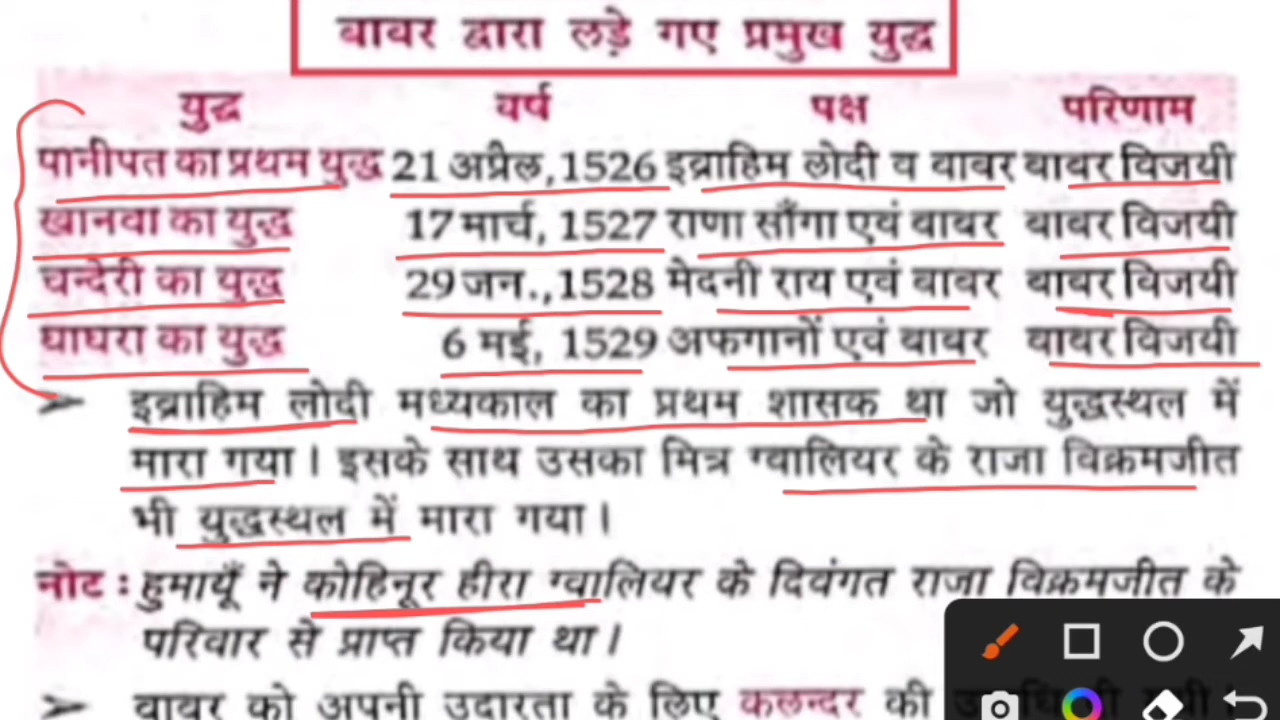 बाबर द्वारा लड़े गए प्रमुख युद्ध
युद्ध वर्ष पक्ष परिणाम
पानीपत का प्रथम युद्ध 21 अप्रैल, 1526 इब्राहिम लोदी व बाबर बाबर विजयी
खानवा का युद्ध 17 मार्च, 1527 राणा साँगा एवं बाबर बाबर विजयी
चन्देरी का युद्ध 29 जन., 1528 मेदनी राय एवं बाबर बाबर विजयी
घाघरा का युद्ध 6 मई, 1529 अफगानों एवं बाबर बाबर विजयी
➢ इब्राहिम लोदी मध्यकाल का प्रथम शासक था जो युद्धस्थल में
मारा गया। इसके साथ उसका मित्र ग्वालियर के राजा विक्रमजीत
भी युद्धस्थल में मारा गया।
नोट : हुमायूँ ने कोहिनूर हीरा ग्वालियर के दिवंगत राजा विक्रमजीत के
परिवार से प्राप्त किया था।
➢ बाबर को अपनी उदारता के लिए कलन्दर की